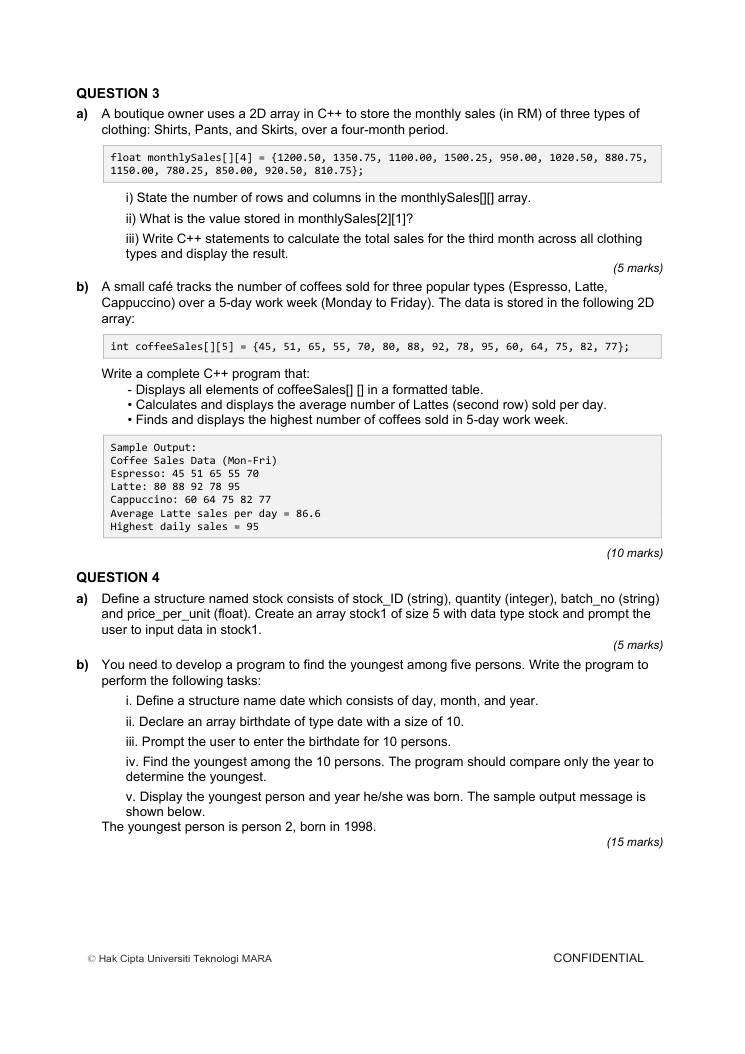 QUESTION 3
a) A boutique owner uses a 2D array in C++ to store the monthly sales (in RM) of three types of
clothing: Shirts, Pants, and Skirts, over a four-month period.
float monthlySales[][4] = {1200.50, 1350.75, 1100.00, 1500.25, 950.00, 1020.50, 880.75,
1150.00, 780.25, 850.00, 920.50, 810.75};
i) State the number of rows and columns in the monthlySales[][] array.
ii) What is the value stored in monthlySales[2][1]?
iii) Write C++ statements to calculate the total sales for the third month across all clothing
types and display the result.
(5 marks)
b) A small café tracks the number of coffees sold for three popular types (Espresso, Latte,
Cappuccino) over a 5-day work week (Monday to Friday). The data is stored in the following 2D
array:
int coffeeSales[][5] = {45, 51, 65, 55, 70, 80, 88, 92, 78, 95, 60, 64, 75, 82, 77};
Write a complete C++ program that:
- Displays all elements of coffeeSales[] [] in a formatted table.
• Calculates and displays the average number of Lattes (second row) sold per day.
• Finds and displays the highest number of coffees sold in 5-day work week.
Sample Output:
Coffee Sales Data (Mon-Fri)
Espresso: 45 51 65 55 70
Latte: 80 88 92 78 95
Cappuccino: 60 64 75 82 77
Average Latte sales per day = 86.6
Highest daily sales = 95
(10 marks)
QUESTION 4
a) Define a structure named stock consists of stock_ID (string), quantity (integer), batch_no (string)
and price_per_unit (float). Create an array stock1 of size 5 with data type stock and prompt the
user to input data in stock1.
(5 marks)
b) You need to develop a program to find the youngest among five persons. Write the program to
perform the following tasks:
i. Define a structure name date which consists of day, month, and year.
ii. Declare an array birthdate of type date with a size of 10.
iii. Prompt the user to enter the birthdate for 10 persons.
iv. Find the youngest among the 10 persons. The program should compare only the year to
determine the youngest.
v. Display the youngest person and year he/she was born. The sample output message is
shown below.
The youngest person is person 2, born in 1998.
(15 marks)
© Hak Cipta Universiti Teknologi MARA CONFIDENTIAL